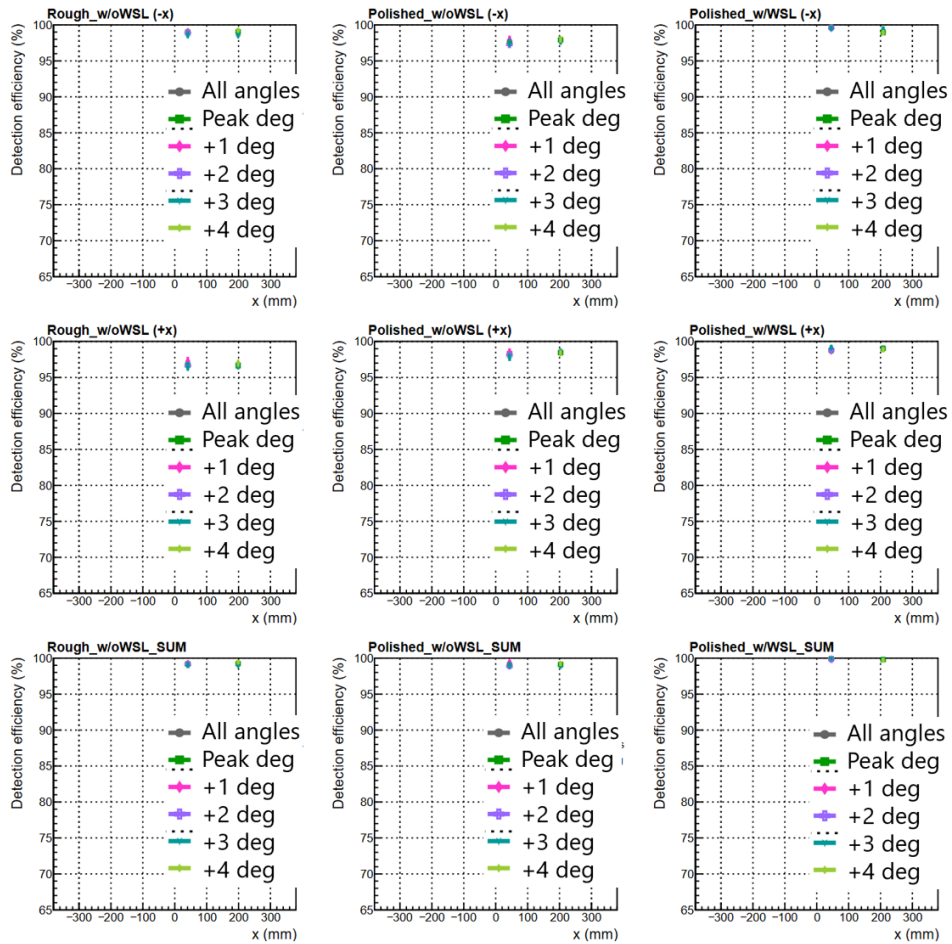 Rough_w/oWSL (-x)
Detection efficiency (%)
100
95
90
85
80
75
70
65
All angles
Peak deg
+1 deg
+2 deg
+3 deg
+4 deg
−300 −200 −100 0 100 200 300
x (mm)
Polished_w/oWSL (-x)
Detection efficiency (%)
100
95
90
85
80
75
70
65
All angles
Peak deg
+1 deg
+2 deg
+3 deg
+4 deg
−300 −200 −100 0 100 200 300
x (mm)
Polished_w/WSL (-x)
Detection efficiency (%)
100
95
90
85
80
75
70
65
All angles
Peak deg
+1 deg
+2 deg
+3 deg
+4 deg
−300 −200 −100 0 100 200 300
x (mm)
Rough_w/oWSL (+x)
Detection efficiency (%)
100
95
90
85
80
75
70
65
All angles
Peak deg
+1 deg
+2 deg
+3 deg
+4 deg
−300 −200 −100 0 100 200 300
x (mm)
Polished_w/oWSL (+x)
Detection efficiency (%)
100
95
90
85
80
75
70
65
All angles
Peak deg
+1 deg
+2 deg
+3 deg
+4 deg
−300 −200 −100 0 100 200 300
x (mm)
Polished_w/WSL (+x)
Detection efficiency (%)
100
95
90
85
80
75
70
65
All angles
Peak deg
+1 deg
+2 deg
+3 deg
+4 deg
−300 −200 −100 0 100 200 300
x (mm)
Rough_w/oWSL_SUM
Detection efficiency (%)
100
95
90
85
80
75
70
65
All angles
Peak deg
+1 deg
+2 deg
+3 deg
+4 deg
−300 −200 −100 0 100 200 300
x (mm)
Polished_w/oWSL_SUM
Detection efficiency (%)
100
95
90
85
80
75
70
65
All angles
Peak deg
+1 deg
+2 deg
+3 deg
+4 deg
−300 −200 −100 0 100 200 300
x (mm)
Polished_w/WSL_SUM
Detection efficiency (%)
100
95
90
85
80
75
70
65
All angles
Peak deg
+1 deg
+2 deg
+3 deg
+4 deg
−300 −200 −100 0 100 200 300
x (mm)